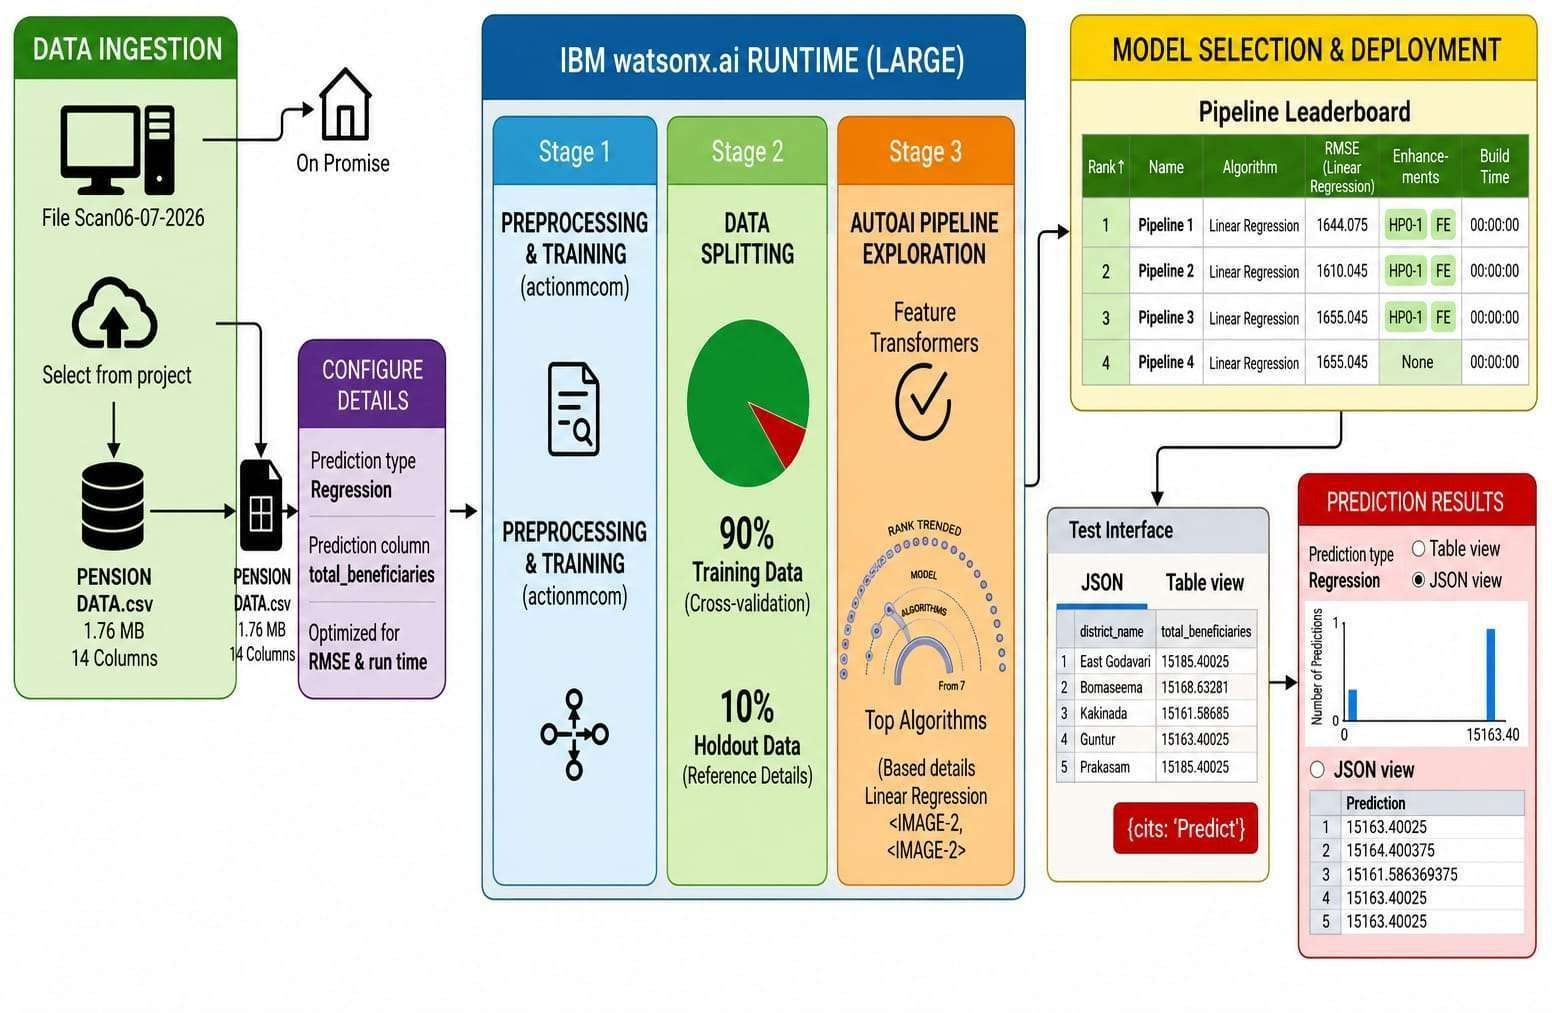 DATA INGESTION
File Scan06-07-2026
Select from project
PENSION
DATA.csv
1.76 MB
14 Columns
On Promise
PENSION
DATA.csv
1.76 MB
14 Columns
CONFIGURE
DETAILS
Prediction type
Regression
Prediction column
total_beneficiaries
Optimized for
RMSE & run time
IBM watsonx.ai RUNTIME (LARGE)
Stage 1
PREPROCESSING
& TRAINING
(actionmcom)
PREPROCESSING
& TRAINING
(actionmcom)
Stage 2
DATA
SPLITTING
90%
Training Data
(Cross-validation)
10%
Holdout Data
(Reference Details)
Stage 3
AUTOAI PIPELINE
EXPLORATION
Feature
Transformers
RANK TRENDED
MODEL
ALGORITHMS
From 7
Top Algorithms
(Based details
Linear Regression
<IMAGE-2,
<IMAGE-2>
MODEL SELECTION & DEPLOYMENT
Pipeline Leaderboard
Rank↑ Name Algorithm RMSE (Linear Regression) Enhance-ments Build Time
1 Pipeline 1 Linear Regression 1644.075 HP0-1 FE 00:00:00
2 Pipeline 2 Linear Regression 1610.045 HP0-1 FE 00:00:00
3 Pipeline 3 Linear Regression 1655.045 HP0-1 FE 00:00:00
4 Pipeline 4 Linear Regression 1655.045 None 00:00:00
Test Interface
JSON Table view
district_name total_beneficiaries
1 East Godavari 15185.40025
2 Bomaseema 15168.63281
3 Kakinada 15161.58685
4 Guntur 15163.40025
5 Prakasam 15185.40025
{cits: 'Predict'}
PREDICTION RESULTS
Prediction type
Regression
Table view
JSON view
Number of Predictions
1
0
0 15163.40
JSON view
Prediction
1 15163.40025
2 15164.400375
3 15161.586369375
4 15163.40025
5 15163.40025